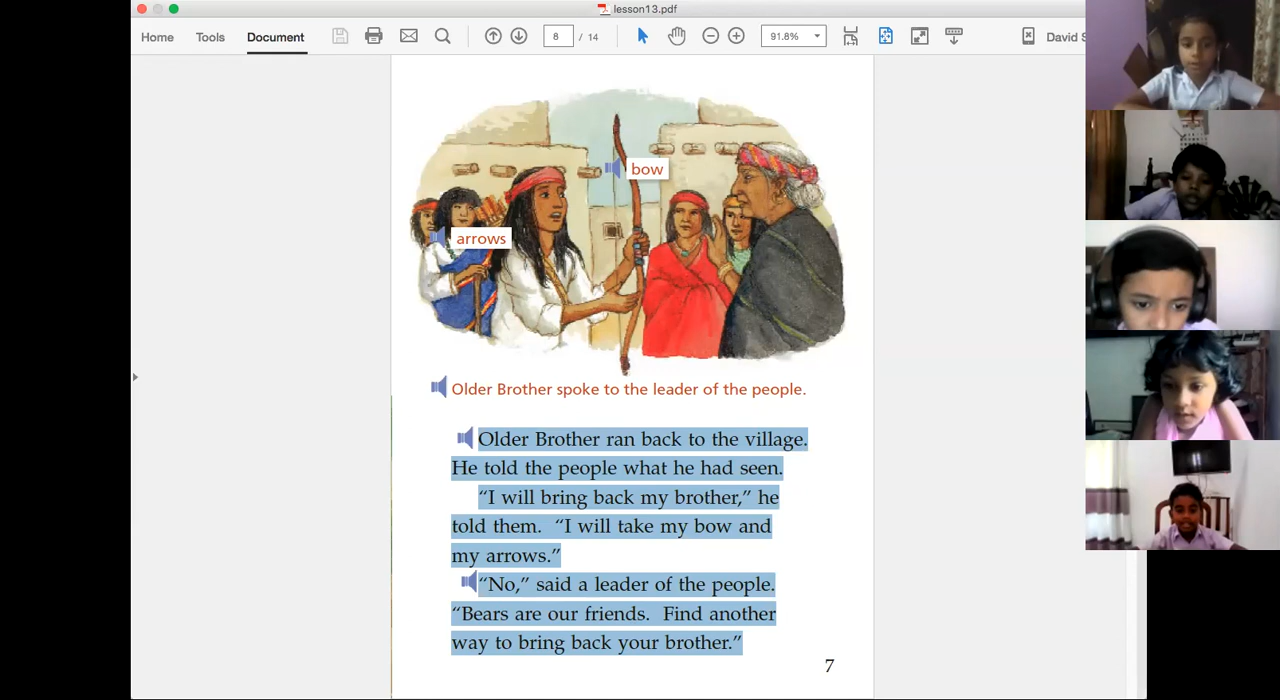 lesson13.pdf
Home Tools Document 8 / 14 91.8% David S
bow
arrows
Older Brother spoke to the leader of the people.
Older Brother ran back to the village.
He told the people what he had seen.
“I will bring back my brother,” he
told them. “I will take my bow and
my arrows.”
“No,” said a leader of the people.
“Bears are our friends. Find another
way to bring back your brother.”
7